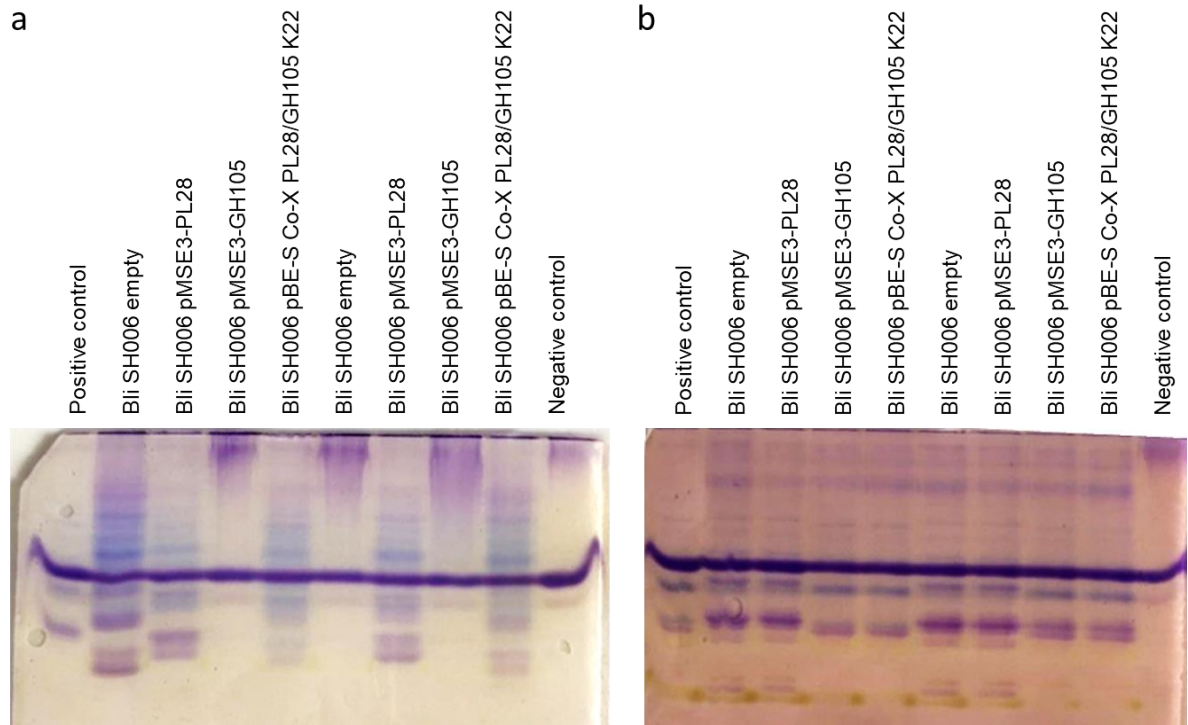 a
Positive control
Bli SH006 empty
Bli SH006 pMSE3-PL28
Bli SH006 pMSE3-GH105
Bli SH006 pBE-S Co-X PL28/GH105 K22
Bli SH006 empty
Bli SH006 pMSE3-PL28
Bli SH006 pMSE3-GH105
Bli SH006 pBE-S Co-X PL28/GH105 K22
Negative control
b
Positive control
Bli SH006 empty
Bli SH006 pMSE3-PL28
Bli SH006 pMSE3-GH105
Bli SH006 pBE-S Co-X PL28/GH105 K22
Bli SH006 empty
Bli SH006 pMSE3-PL28
Bli SH006 pMSE3-GH105
Bli SH006 pBE-S Co-X PL28/GH105 K22
Negative control